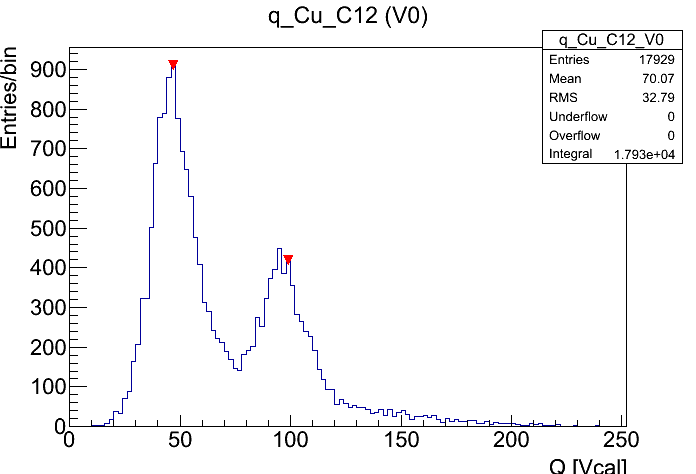 q_Cu_C12 (V0)
q_Cu_C12_V0
Entries 17929
Mean 70.07
RMS 32.79
Underflow 0
Overflow 0
Integral 1.793e+04
Entries/bin
900
800
700
600
500
400
300
200
100
0
0 50 100 150 200 250
Q [Vcal]